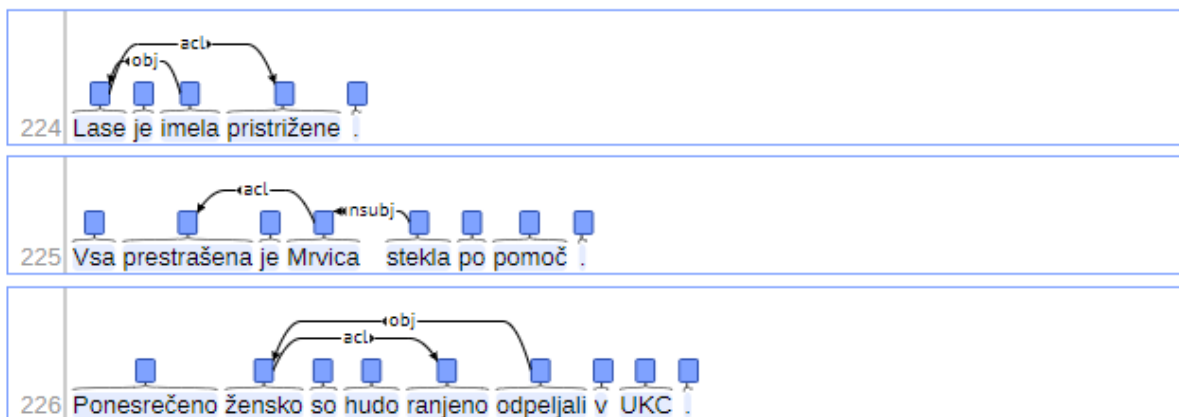 acl
obj
224 Lase je imela pristrižene .
acl
nsubj
225 Vsa prestrašena je Mrvica stekla po pomoč .
obj
acl
226 Ponesrečeno žensko so hudo ranjeno odpeljali v UKC .